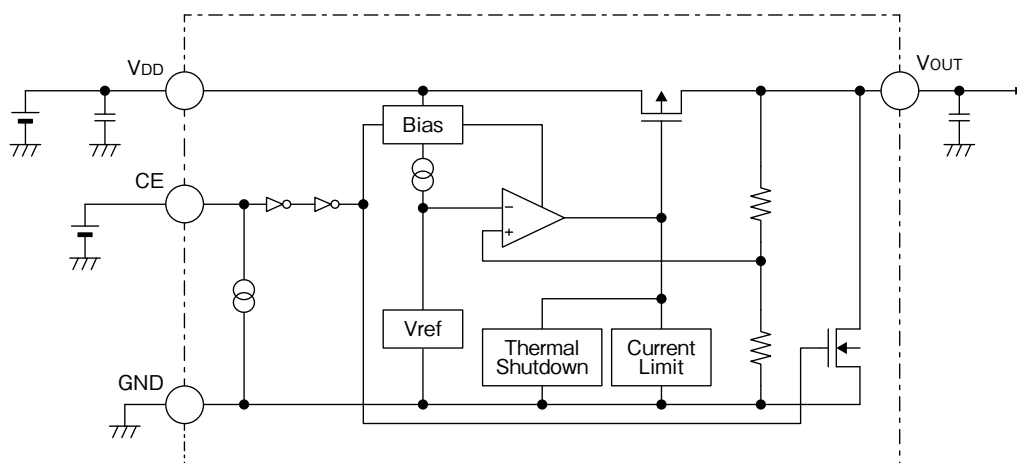 VDD
VOUT
Bias
CE
−
+
Vref
Thermal
Shutdown
Current
Limit
GND